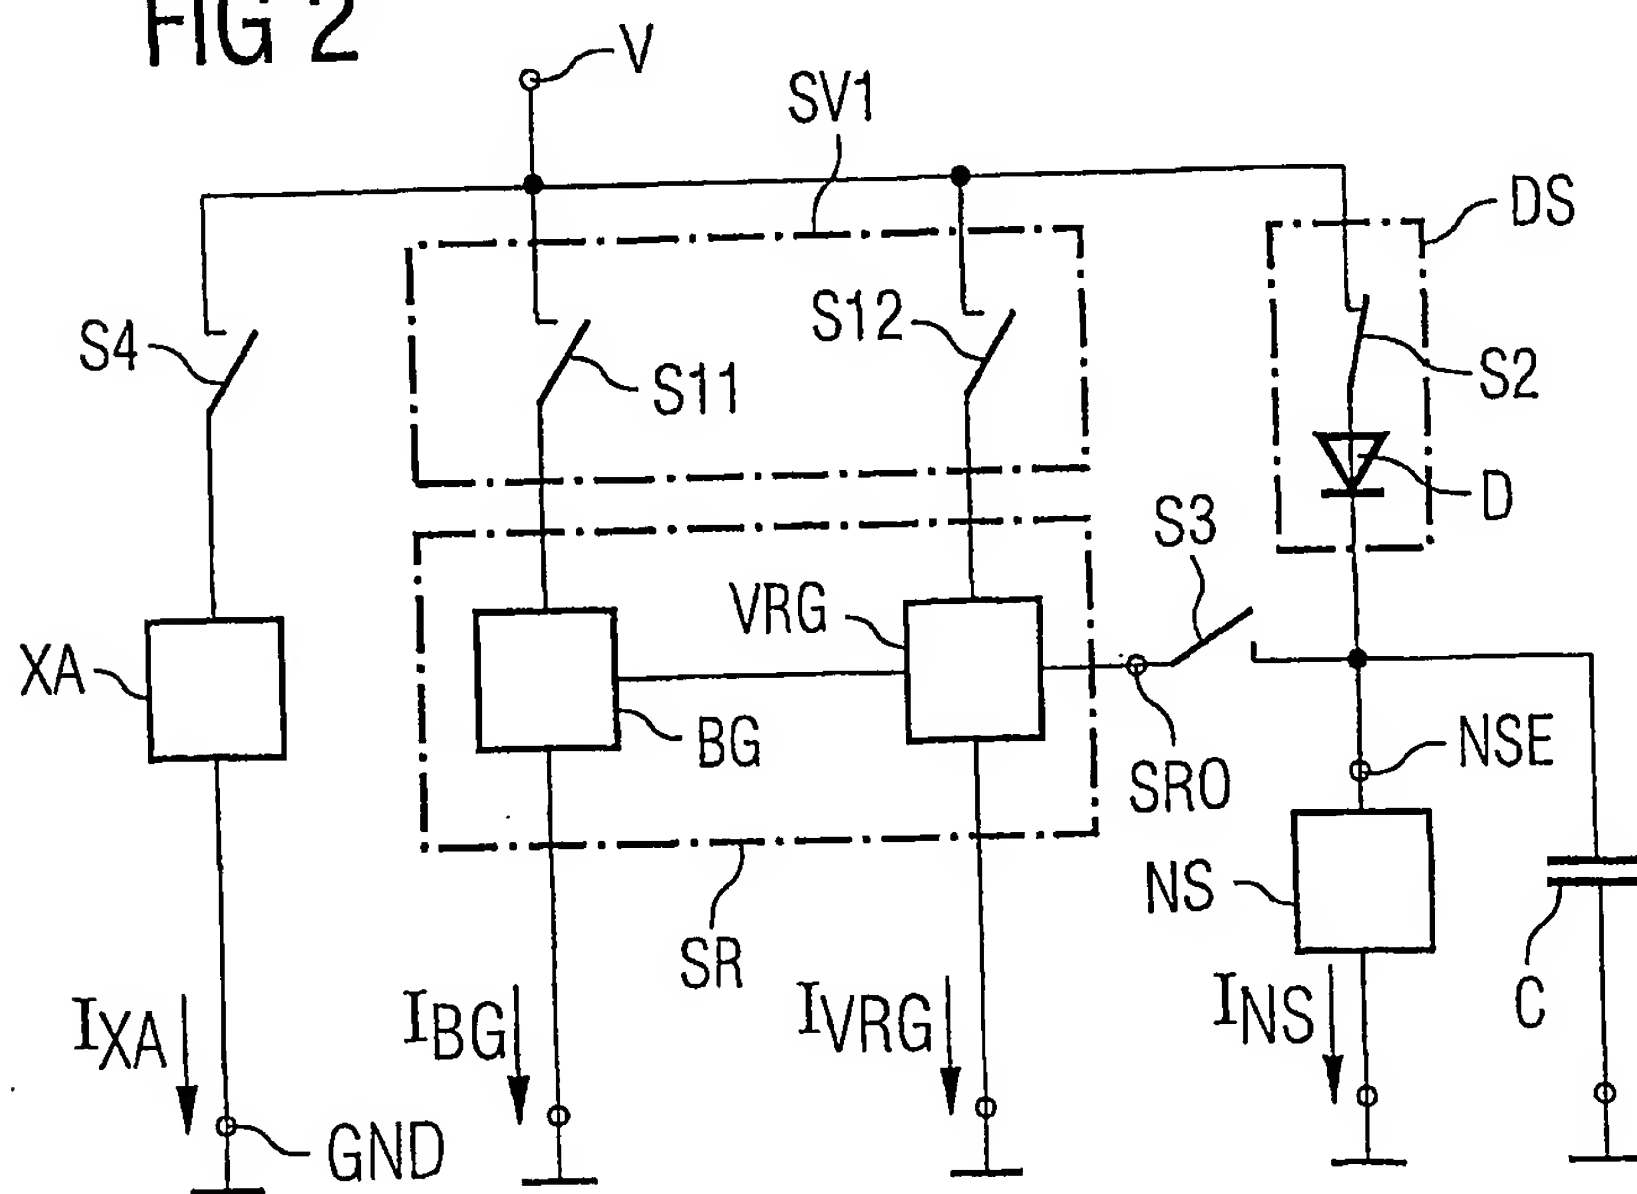 FIG 2
V
SV1
DS
S4
S11
S12
S2
D
S3
XA
VRG
BG
SRO
NSE
NS
SR
C
IXA
IBG
IVRG
INS
GND